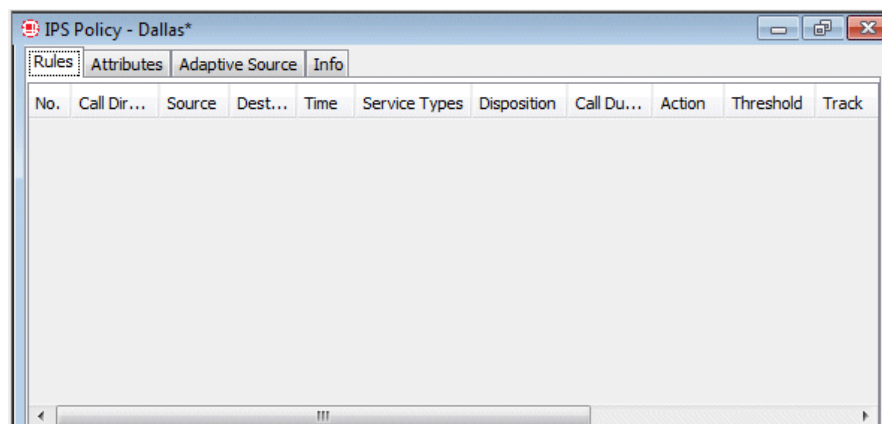 IPS Policy - Dallas*
Rules Attributes Adaptive Source Info
No. Call Dir... Source Dest... Time Service Types Disposition Call Du... Action Threshold Track